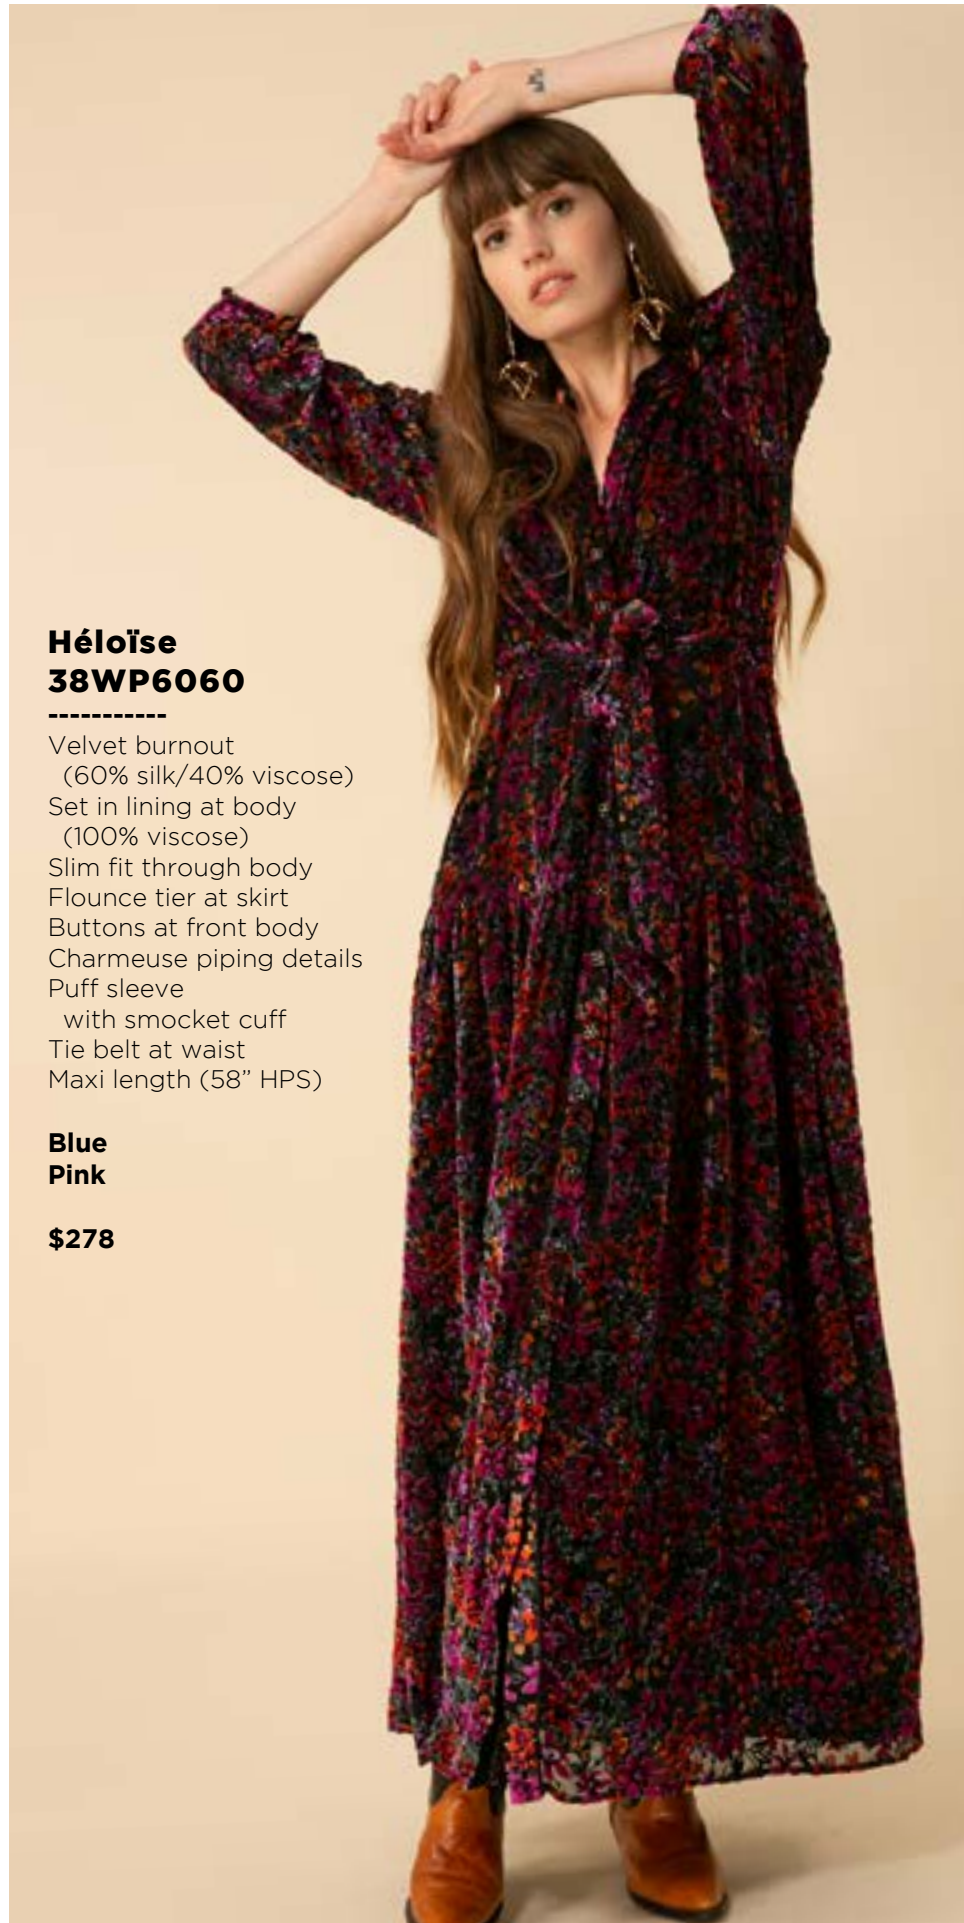 Héloïse
38WP6060
-----------
Velvet burnout
(60% silk/40% viscose)
Set in lining at body
(100% viscose)
Slim fit through body
Flounce tier at skirt
Buttons at front body
Charmeuse piping details
Puff sleeve
with smocket cuff
Tie belt at waist
Maxi length (58” HPS)
Blue
Pink
$278